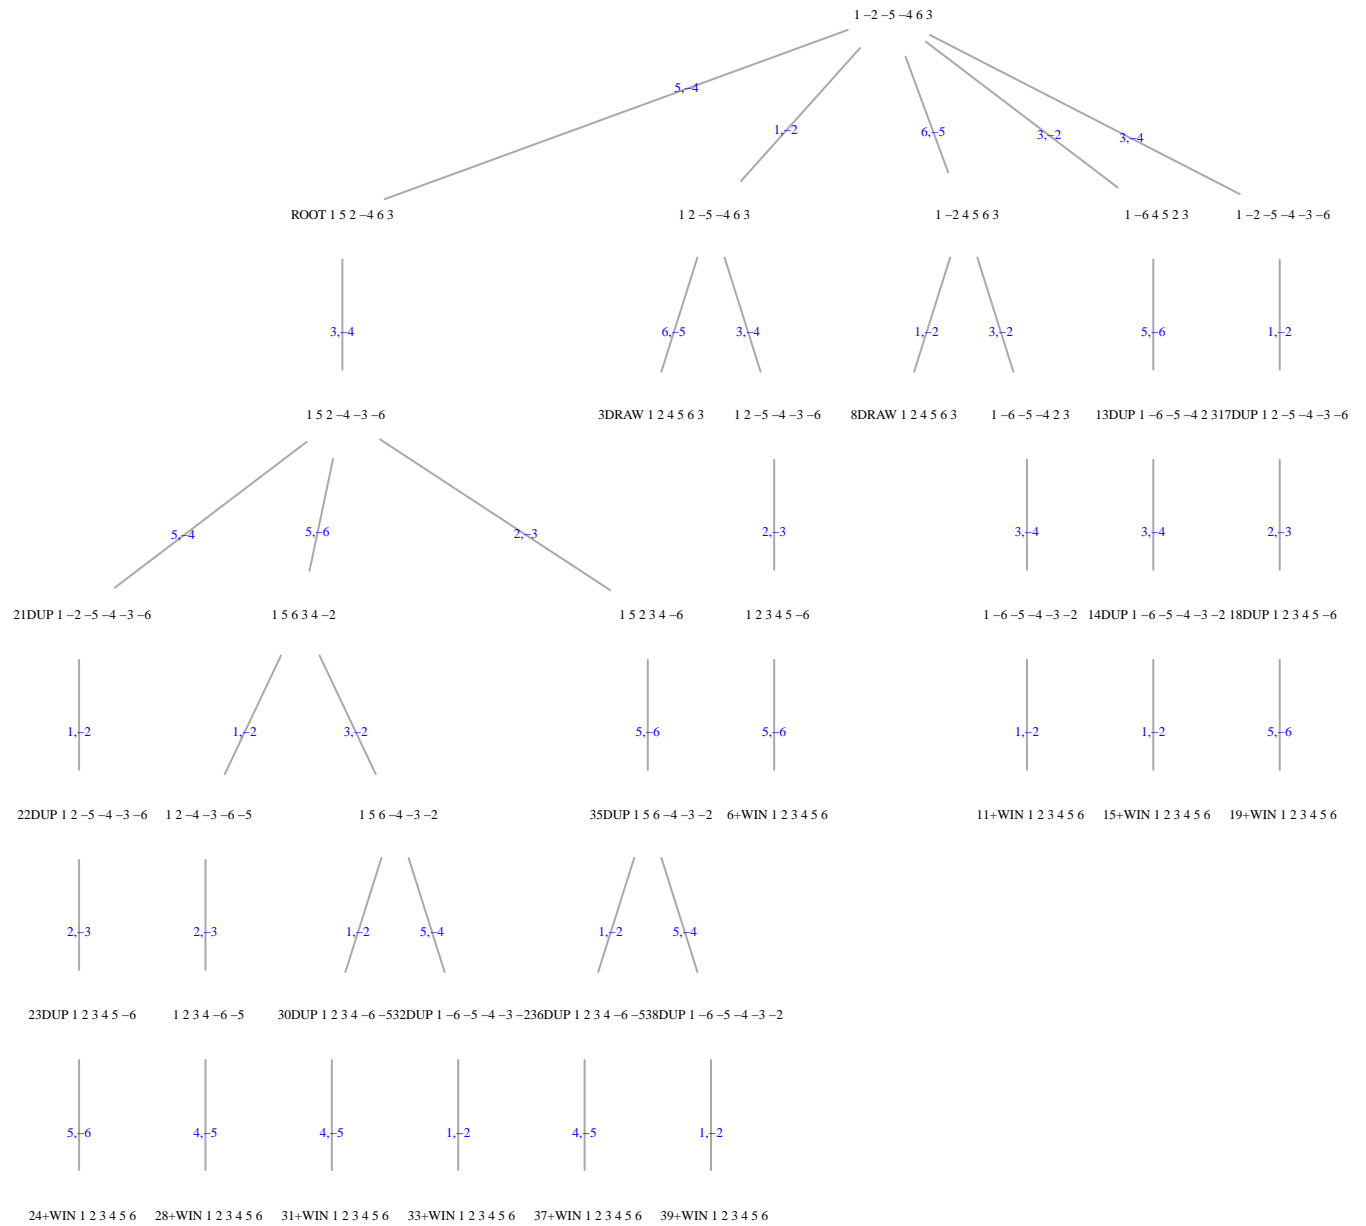 1 −2 −5 −4 6 3
5,−4
1,−2
6,−5
3,−2
3,−4
ROOT 1 5 2 −4 6 3
1 2 −5 −4 6 3
1 −2 4 5 6 3
1 −6 4 5 2 3
1 −2 −5 −4 −3 −6
3,−4
6,−5
3,−4
1,−2
3,−2
5,−6
1,−2
1 5 2 −4 −3 −6
3DRAW 1 2 4 5 6 3
1 2 −5 −4 −3 −6
8DRAW 1 2 4 5 6 3
1 −6 −5 −4 2 3
13DUP 1 −6 −5 −4 2 3
17DUP 1 2 −5 −4 −3 −6
5,−4
5,−6
2,−3
2,−3
3,−4
3,−4
2,−3
21DUP 1 −2 −5 −4 −3 −6
1 5 6 3 4 −2
1 5 2 3 4 −6
1 2 3 4 5 −6
1 −6 −5 −4 −3 −2
14DUP 1 −6 −5 −4 −3 −2
18DUP 1 2 3 4 5 −6
1,−2
1,−2
3,−2
5,−6
5,−6
1,−2
1,−2
5,−6
22DUP 1 2 −5 −4 −3 −6
1 2 −4 −3 −6 −5
1 5 6 −4 −3 −2
35DUP 1 5 6 −4 −3 −2
6+WIN 1 2 3 4 5 6
11+WIN 1 2 3 4 5 6
15+WIN 1 2 3 4 5 6
19+WIN 1 2 3 4 5 6
2,−3
2,−3
1,−2
5,−4
1,−2
5,−4
23DUP 1 2 3 4 5 −6
1 2 3 4 −6 −5
30DUP 1 2 3 4 −6 −5
32DUP 1 −6 −5 −4 −3 −2
36DUP 1 2 3 4 −6 −5
38DUP 1 −6 −5 −4 −3 −2
5,−6
4,−5
4,−5
1,−2
4,−5
1,−2
24+WIN 1 2 3 4 5 6
28+WIN 1 2 3 4 5 6
31+WIN 1 2 3 4 5 6
33+WIN 1 2 3 4 5 6
37+WIN 1 2 3 4 5 6
39+WIN 1 2 3 4 5 6